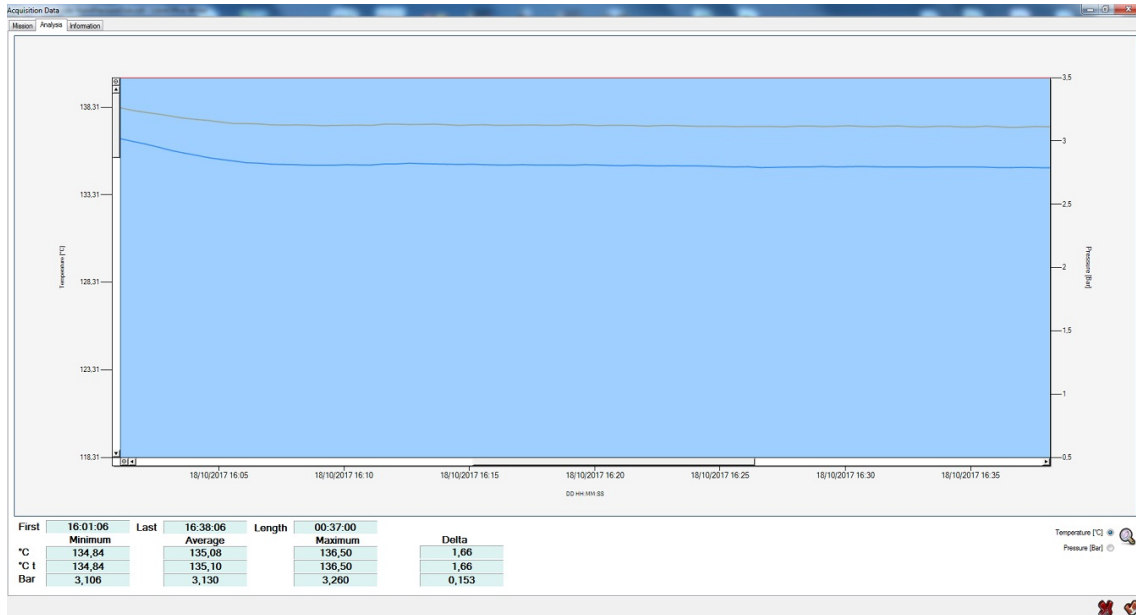 Acquisition Data
Mission Analysis Information
138,31
133,31
128,31
123,31
118,31
Temperature [°C]
3.5
3
2.5
2
1.5
1
0.5
Pressure [Bar]
18/10/2017 16:05 18/10/2017 16:10 18/10/2017 16:15 18/10/2017 16:20 18/10/2017 16:25 18/10/2017 16:30 18/10/2017 16:35
DD HH:MM:SS
First 16:01:06 Last 16:38:06 Length 00:37:00
Minimum Average Maximum Delta
°C 134,84 135,08 136,50 1,66
°C t 134,84 135,10 136,50 1,66
Bar 3,106 3,130 3,260 0,153
Temperature [°C]
Pressure [Bar]